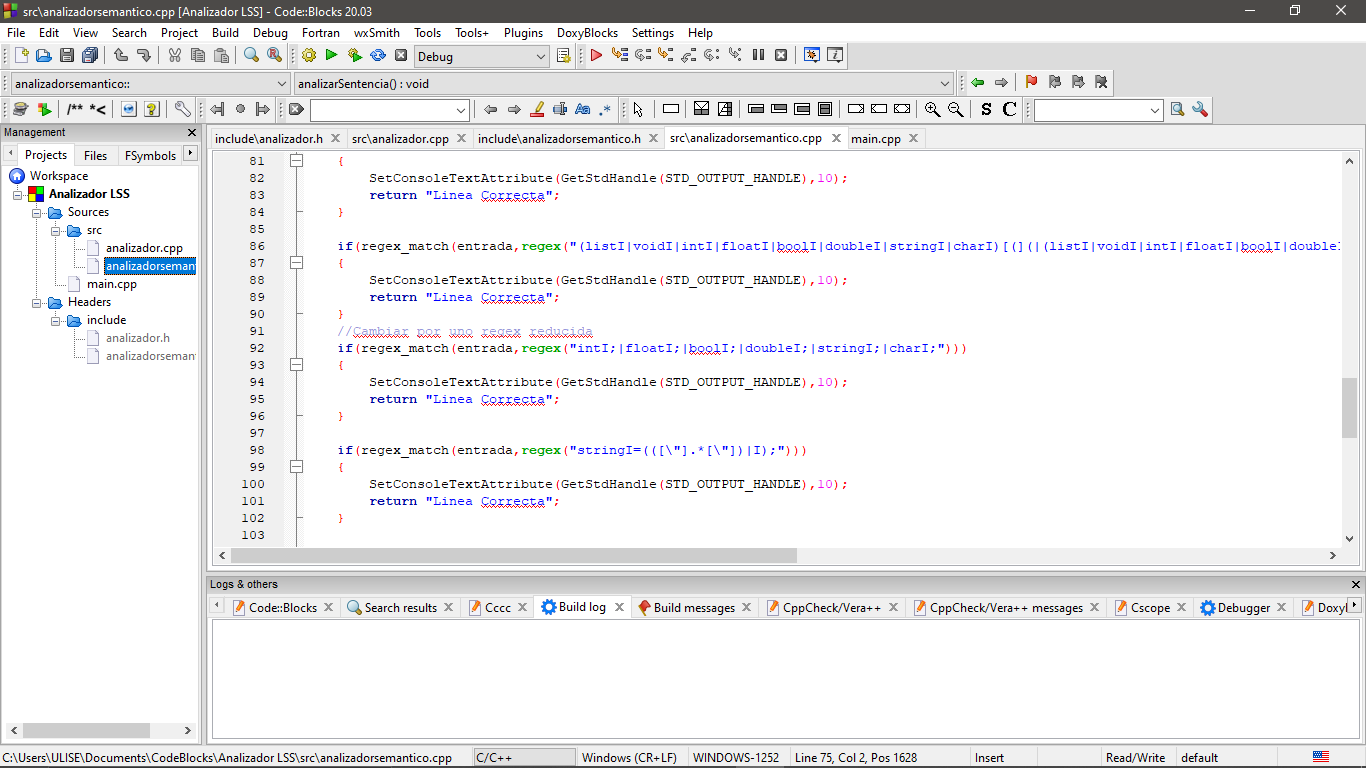 src\analizadorsemantico.cpp [Analizador LSS] - Code::Blocks 20.03
File Edit View Search Project Build Debug Fortran wxSmith Tools Tools+ Plugins DoxyBlocks Settings Help
Debug
analizadorsemantico:: analizarSentencia() : void
/** *< Aa .* S C
Management
Projects Files FSymbols
Workspace
Analizador LSS
Sources
src
analizador.cpp
analizadorseman
main.cpp
Headers
include
analizador.h
analizadorseman
include\analizador.h src\analizador.cpp include\analizadorsemantico.h src\analizadorsemantico.cpp main.cpp
81 {
82 SetConsoleTextAttribute(GetStdHandle(STD_OUTPUT_HANDLE),10);
83 return "Linea Correcta";
84 }
85
86 if(regex_match(entrada,regex("(listI|voidI|intI|floatI|boolI|doubleI|stringI|charI)[(](|(listI|voidI|intI|floatI|boolI|doubleI
87 {
88 SetConsoleTextAttribute(GetStdHandle(STD_OUTPUT_HANDLE),10);
89 return "Linea Correcta";
90 }
91 //Cambiar por uno regex reducida
92 if(regex_match(entrada,regex("intI;|floatI;|boolI;|doubleI;|stringI;|charI;")))
93 {
94 SetConsoleTextAttribute(GetStdHandle(STD_OUTPUT_HANDLE),10);
95 return "Linea Correcta";
96 }
97
98 if(regex_match(entrada,regex("stringI=(([\"].*[\"])|I);")))
99 {
100 SetConsoleTextAttribute(GetStdHandle(STD_OUTPUT_HANDLE),10);
101 return "Linea Correcta";
102 }
103
Logs & others
Code::Blocks Search results Cccc Build log Build messages CppCheck/Vera++ CppCheck/Vera++ messages Cscope Debugger Doxyl
C:\Users\ULISE\Documents\CodeBlocks\Analizador LSS\src\analizadorsemantico.cpp C/C++ Windows (CR+LF) WINDOWS-1252 Line 75, Col 2, Pos 1628 Insert Read/Write default